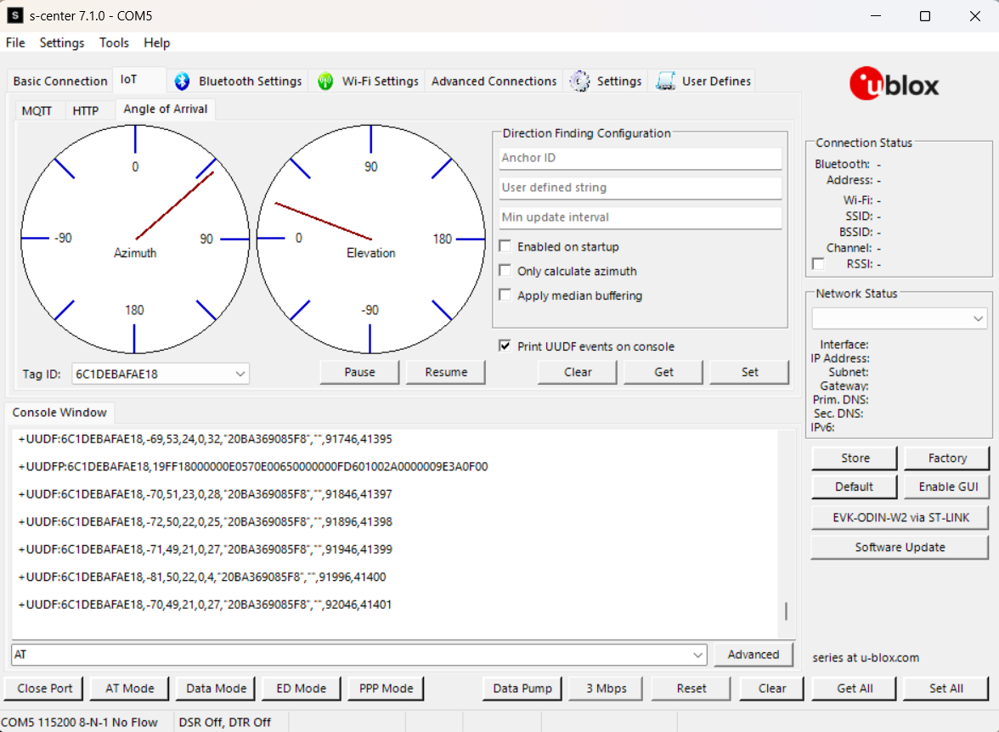 S s-center 7.1.0 - COM5
File Settings Tools Help
Basic Connection IoT Bluetooth Settings Wi-Fi Settings Advanced Connections Settings User Defines
ublox
MQTT HTTP Angle of Arrival
0
-90 90
Azimuth
180
90
0 180
Elevation
-90
Direction Finding Configuration
Anchor ID
User defined string
Min update interval
Enabled on startup
Only calculate azimuth
Apply median buffering
Print UUDF events on console
Tag ID: 6C1DEBAFAE18 Pause Resume Clear Get Set
Connection Status
Bluetooth: -
Address: -
Wi-Fi: -
SSID: -
BSSID: -
Channel: -
RSSI: -
Network Status
Interface:
IP Address:
Subnet:
Gateway:
Prim. DNS:
Sec. DNS:
IPv6:
Console Window
+UUDF:6C1DEBAFAE18,-69,53,24,0,32,"20BA369085F8","",91746,41395
+UUDFP:6C1DEBAFAE18,19FF18000000E0570E00650000000FD601002A0000009E3A0F00
+UUDF:6C1DEBAFAE18,-70,51,23,0,28,"20BA369085F8","",91846,41397
+UUDF:6C1DEBAFAE18,-72,50,22,0,25,"20BA369085F8","",91896,41398
+UUDF:6C1DEBAFAE18,-71,49,21,0,27,"20BA369085F8","",91946,41399
+UUDF:6C1DEBAFAE18,-81,50,22,0,4,"20BA369085F8","",91996,41400
+UUDF:6C1DEBAFAE18,-70,49,21,0,27,"20BA369085F8","",92046,41401
Store Factory
Default Enable GUI
EVK-ODIN-W2 via ST-LINK
Software Update
AT Advanced
series at u-blox.com
Close Port AT Mode Data Mode ED Mode PPP Mode Data Pump 3 Mbps Reset Clear Get All Set All
COM5 115200 8-N-1 No Flow DSR Off, DTR Off